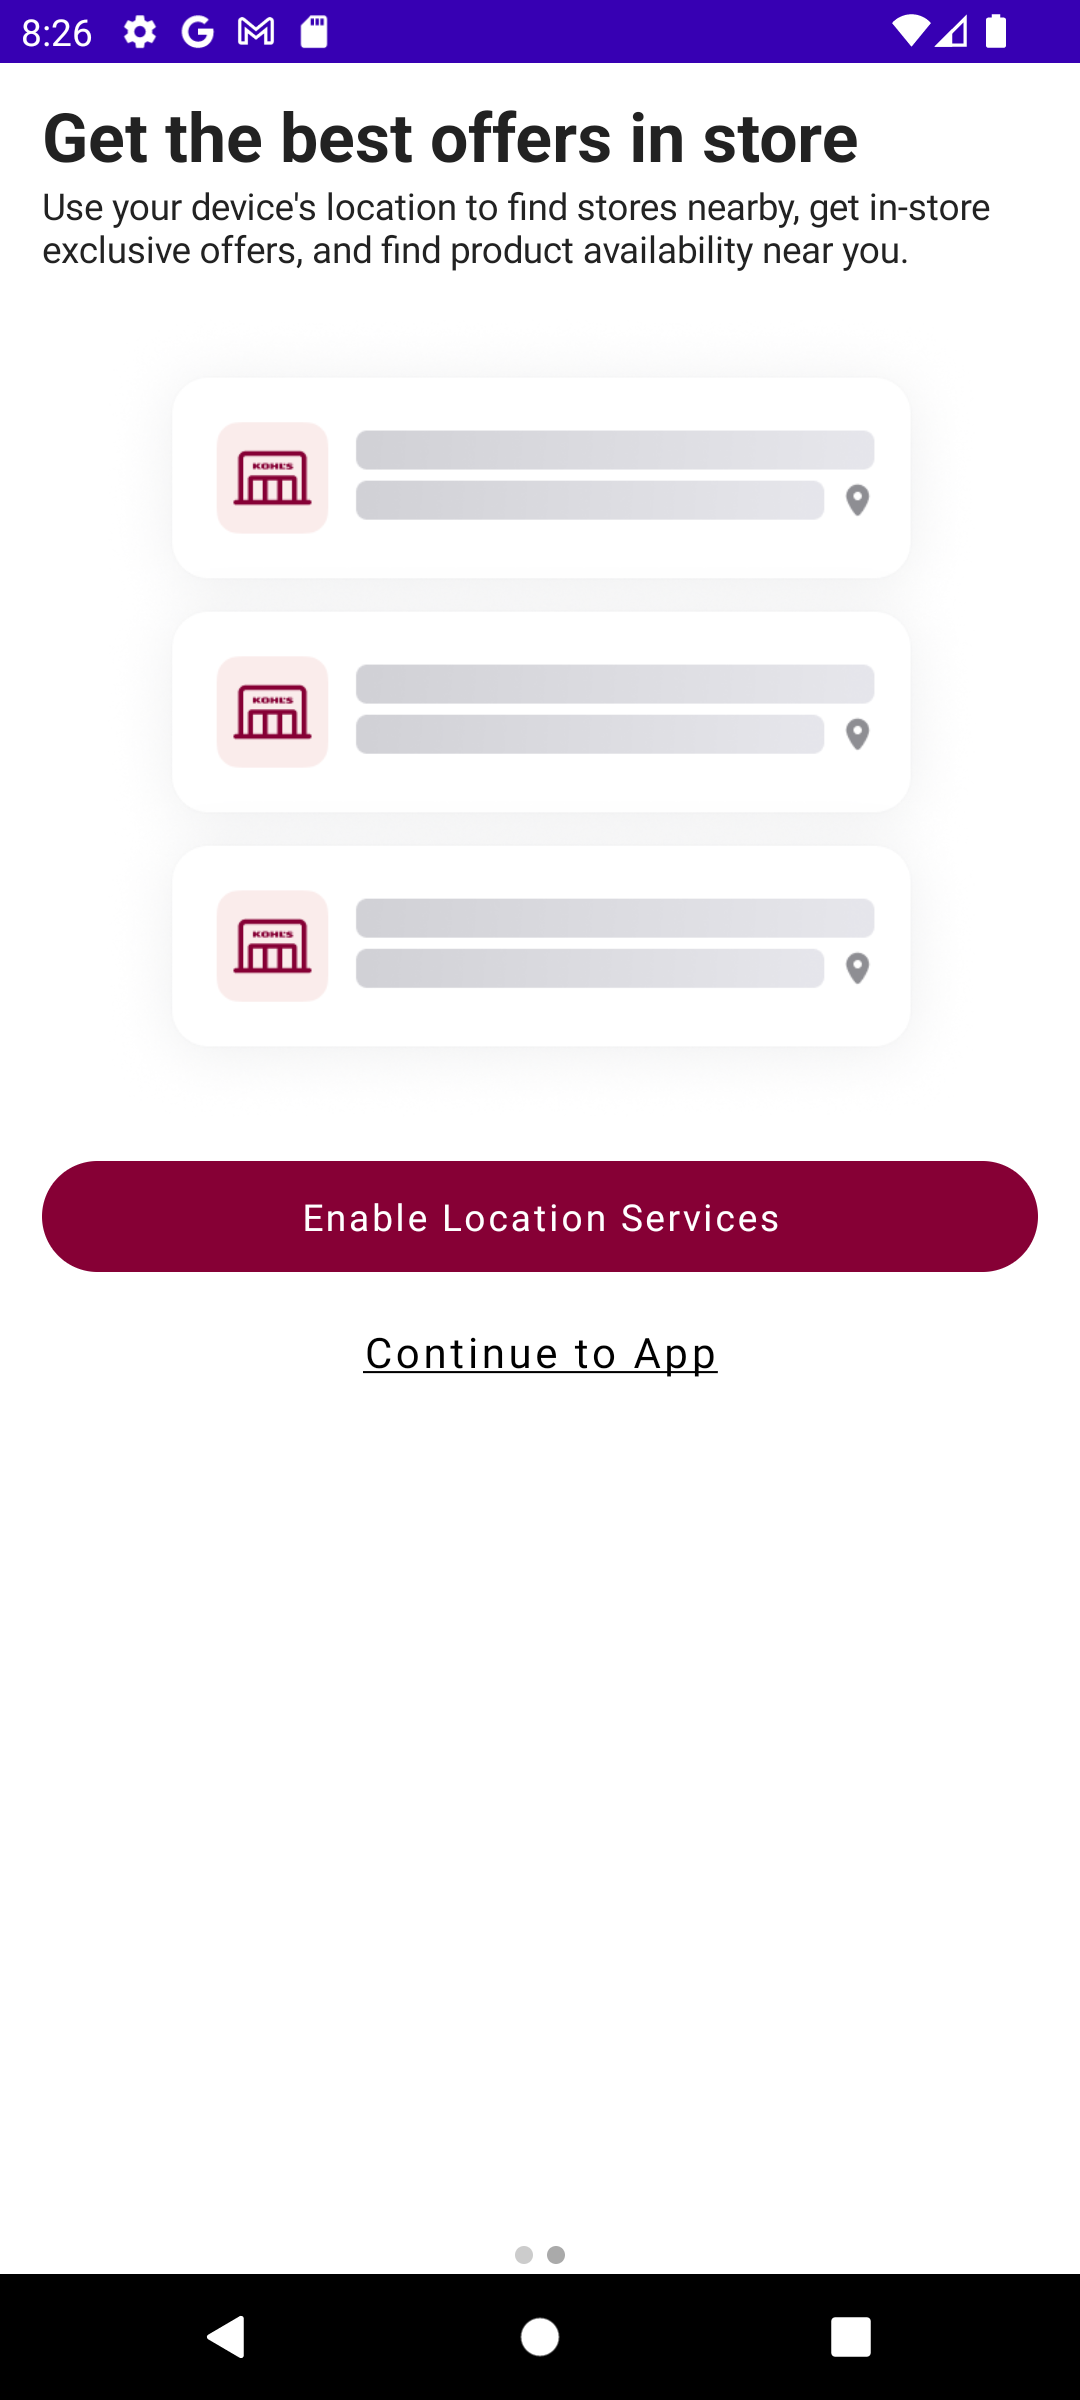 8:26
Get the best offers in store
Use your device's location to find stores nearby, get in-store
exclusive offers, and find product availability near you.
KOHL'S
KOHL'S
KOHL'S
Enable Location Services
Continue to App